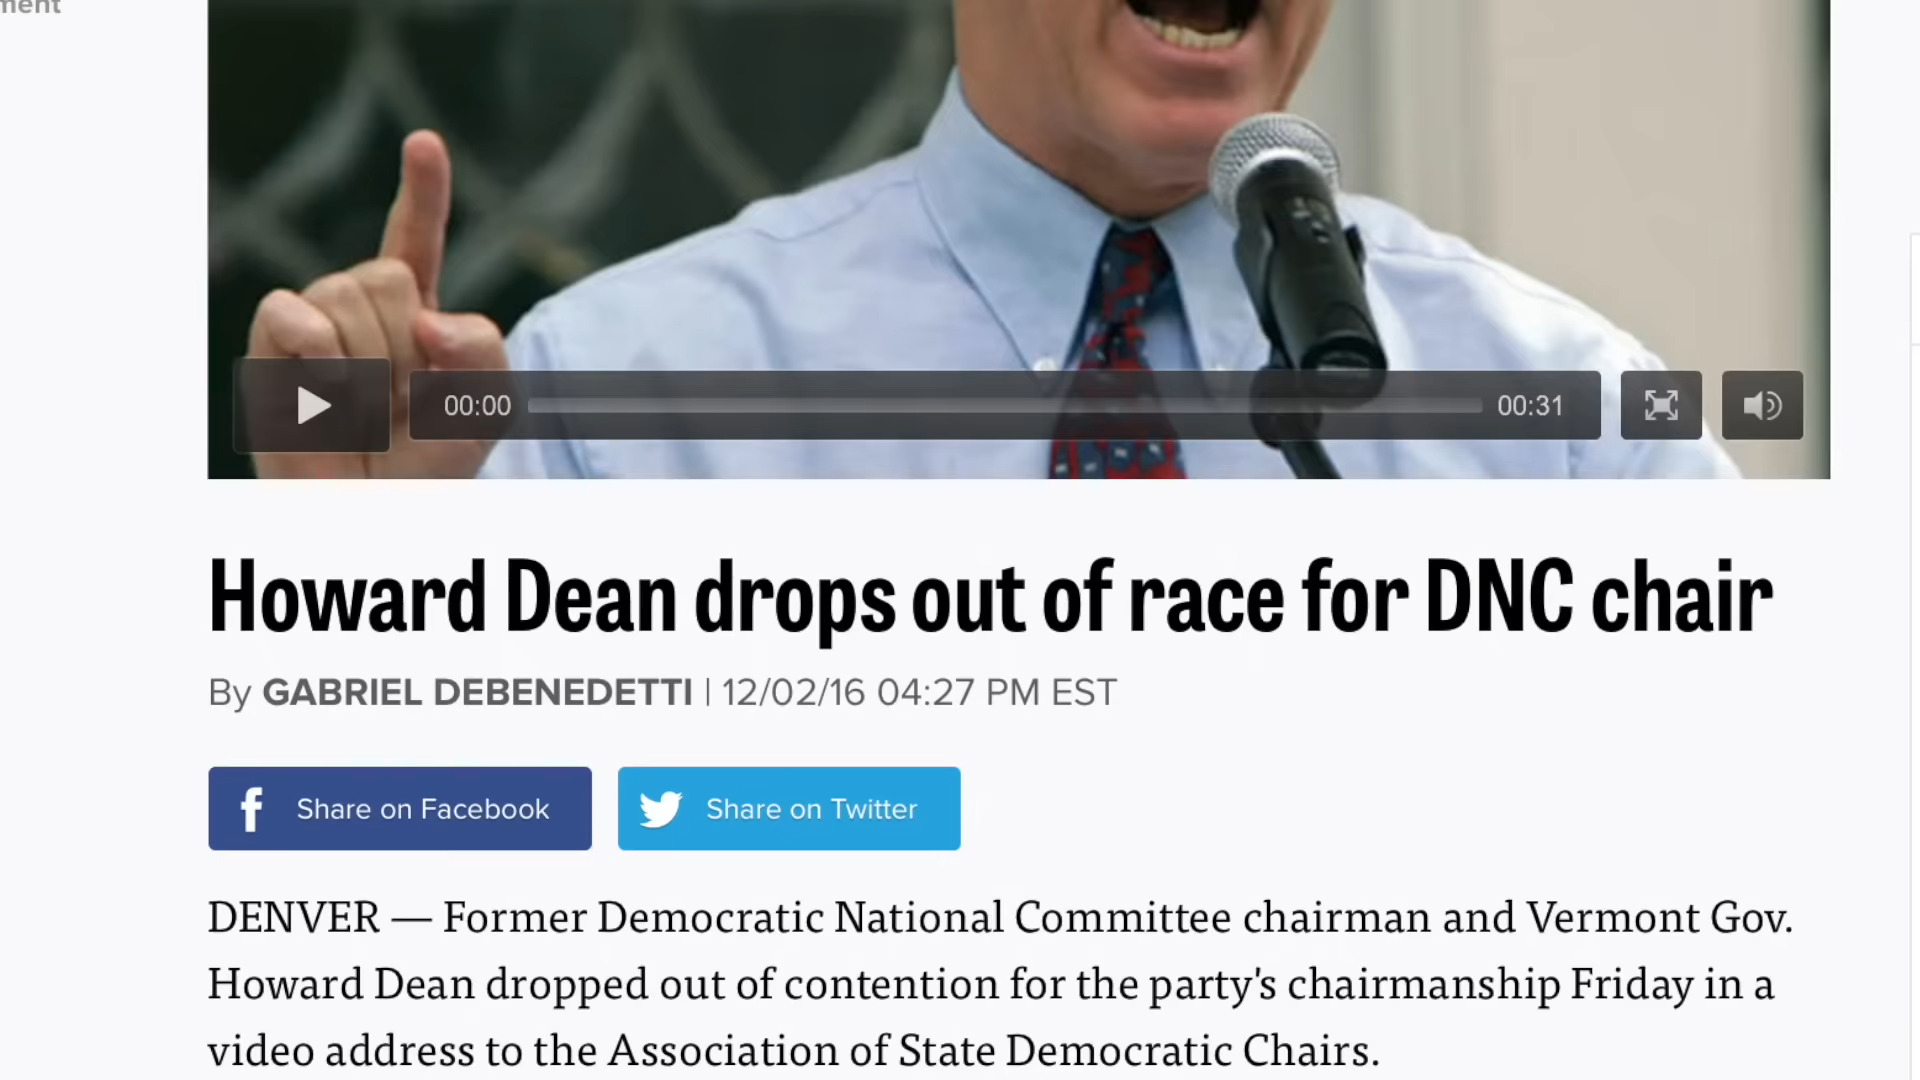 ment
00:00
00:31
Howard Dean drops out of race for DNC chair
By GABRIEL DEBENEDETTI | 12/02/16 04:27 PM EST
f Share on Facebook
Share on Twitter
DENVER — Former Democratic National Committee chairman and Vermont Gov.
Howard Dean dropped out of contention for the party's chairmanship Friday in a
video address to the Association of State Democratic Chairs.